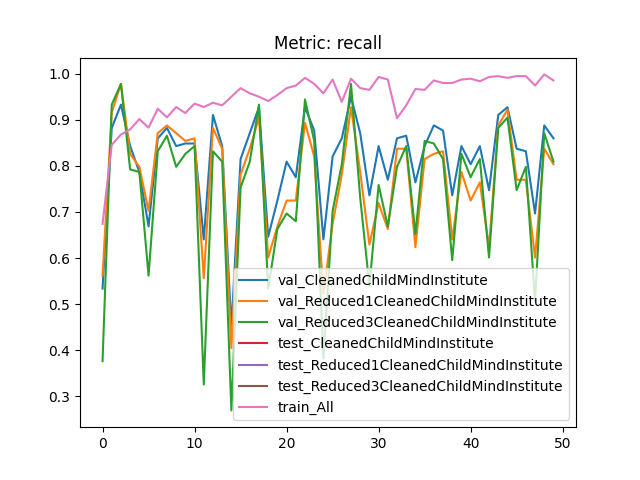 Metric: recall
1.0
0.9
0.8
0.7
0.6
0.5
0.4
0.3
val_CleanedChildMindInstitute
val_Reduced1CleanedChildMindInstitute
val_Reduced3CleanedChildMindInstitute
test_CleanedChildMindInstitute
test_Reduced1CleanedChildMindInstitute
test_Reduced3CleanedChildMindInstitute
train_All
0 10 20 30 40 50